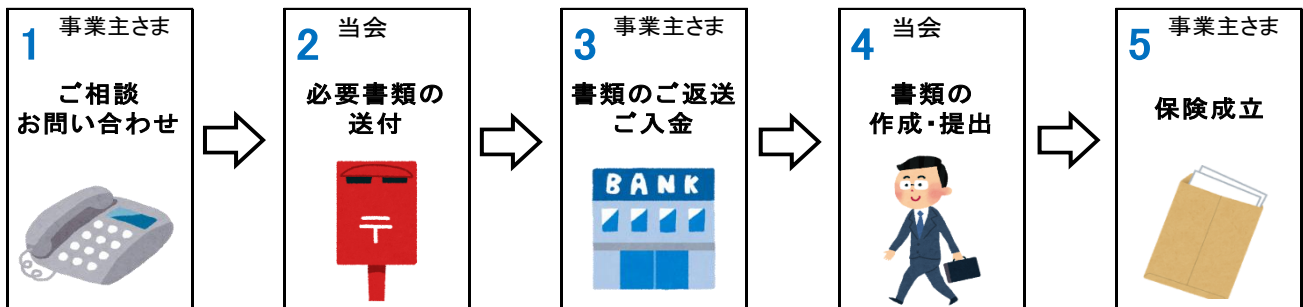 1 事業主さま
ご相談
お問い合わせ
2 当会
必要書類の
送付
〒
3 事業主さま
書類のご返送
ご入金
BANK
4 当会
書類の
作成・提出
5 事業主さま
保険成立